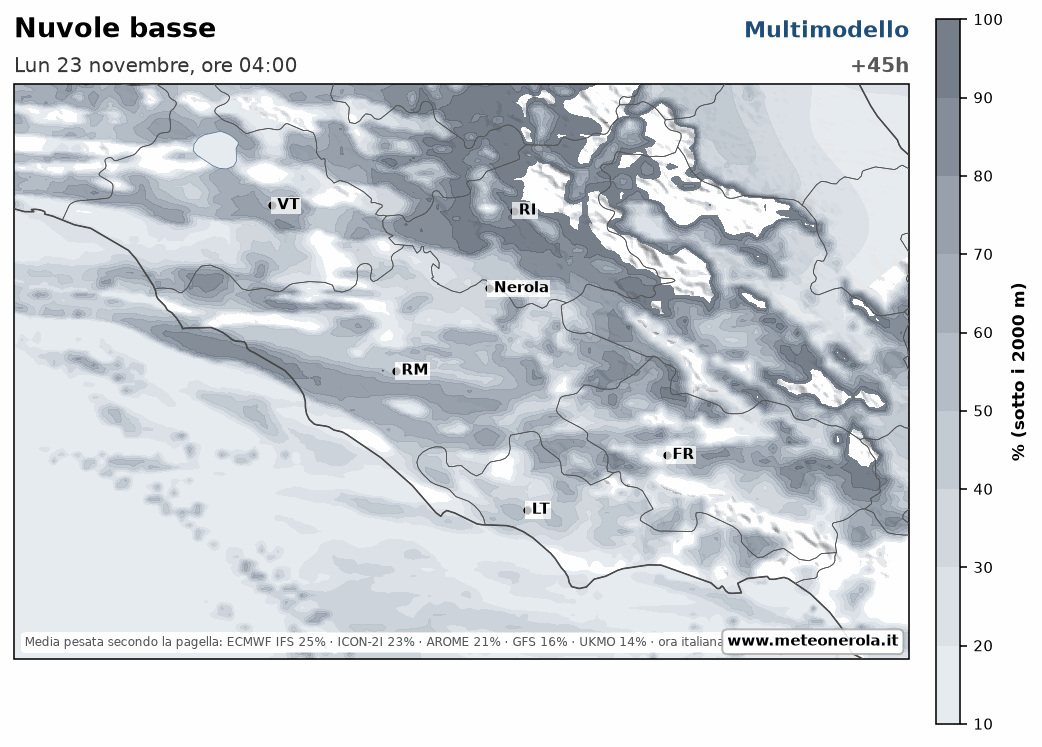 Nuvole basse
Multimodello
Lun 23 novembre, ore 04:00
+45h
VT
RI
Nerola
RM
FR
LT
Media pesata secondo la pagella: ECMWF IFS 25% · ICON-2I 23% · AROME 21% · GFS 16% · UKMO 14% · ora italiana
www.meteonerola.it
100
90
80
70
60
50
40
30
20
10
% (sotto i 2000 m)